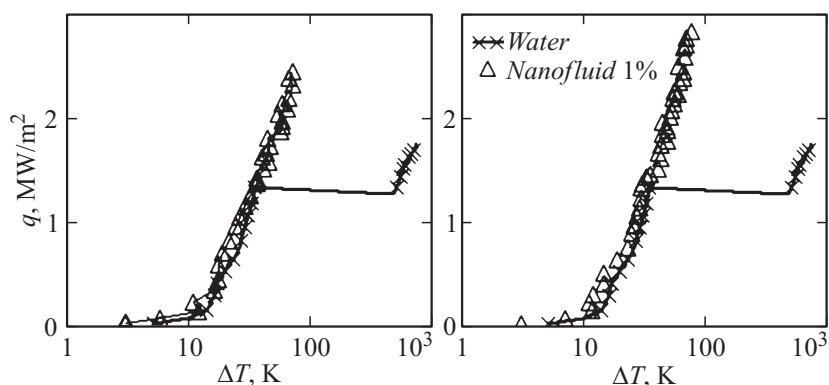 Water
Nanofluid 1%
q, MW/m²
2
1
0
1 10 100 10³
ΔT, K
2
1
0
1 10 100 10³
ΔT, K